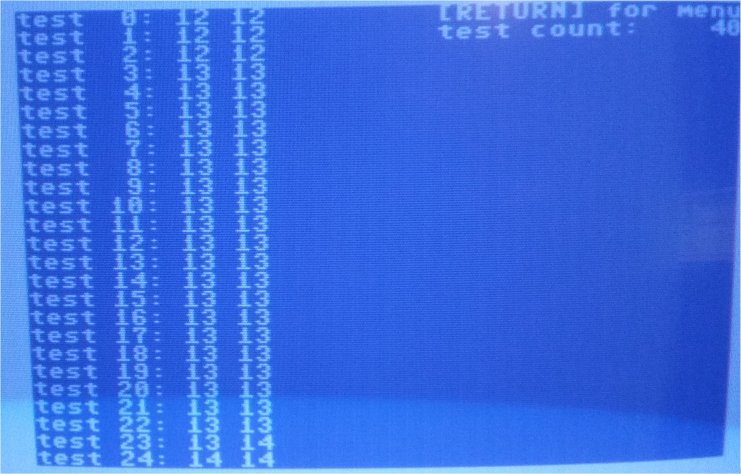 test 0: 12 12 [RETURN] for menu
test 1: 12 12 test count: 40
test 2: 12 12
test 3: 13 13
test 4: 13 13
test 5: 13 13
test 6: 13 13
test 7: 13 13
test 8: 13 13
test 9: 13 13
test 10: 13 13
test 11: 13 13
test 12: 13 13
test 13: 13 13
test 14: 13 13
test 15: 13 13
test 16: 13 13
test 17: 13 13
test 18: 13 13
test 19: 13 13
test 20: 13 13
test 21: 13 13
test 22: 13 13
test 23: 13 14
test 24: 14 14